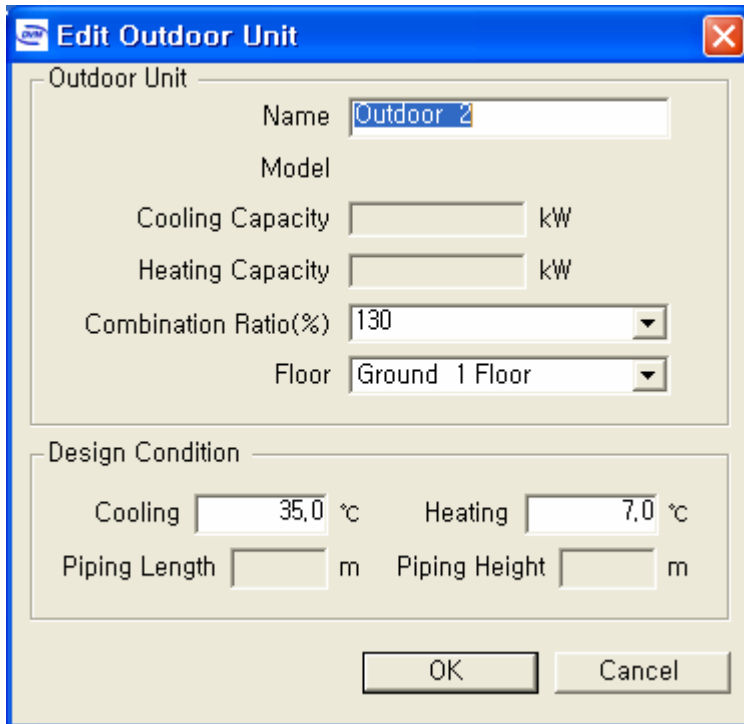 DVM Edit Outdoor Unit
Outdoor Unit
Name Outdoor 2
Model
Cooling Capacity kW
Heating Capacity kW
Combination Ratio(%) 130
Floor Ground 1 Floor
Design Condition
Cooling 35,0 ℃ Heating 7,0 ℃
Piping Length m Piping Height m
OK Cancel